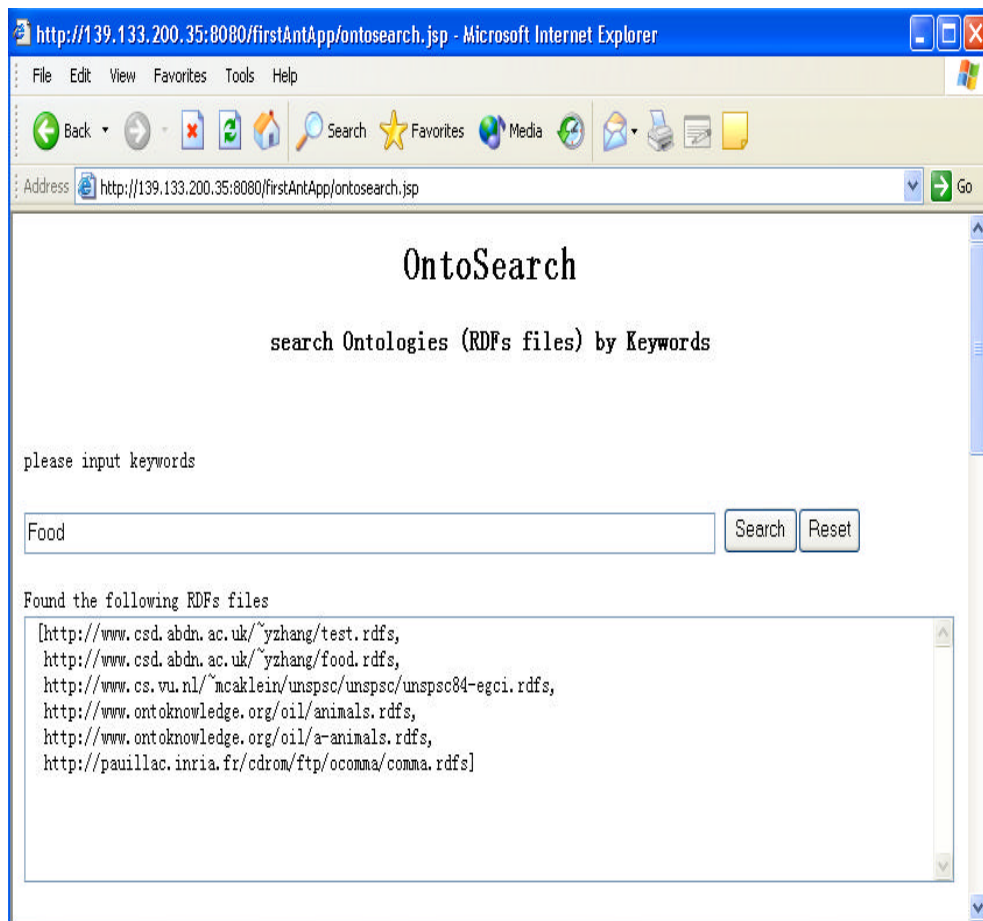 http://139.133.200.35:8080/firstAntApp/ontosearch.jsp - Microsoft Internet Explorer
File Edit View Favorites Tools Help
Back Search Favorites Media
Address http://139.133.200.35:8080/firstAntApp/ontosearch.jsp Go
OntoSearch
search Ontologies (RDFs files) by Keywords
please input keywords
Food Search Reset
Found the following RDFs files
[http://www.csd.abdn.ac.uk/~yzhang/test.rdfs,
http://www.csd.abdn.ac.uk/~yzhang/food.rdfs,
http://www.cs.vu.nl/~mcaklein/unspsc/unspsc/unspsc84-egci.rdfs,
http://www.ontoknowledge.org/oil/animals.rdfs,
http://www.ontoknowledge.org/oil/a-animals.rdfs,
http://pauillac.inria.fr/cdrom/ftp/ocomma/comma.rdfs]